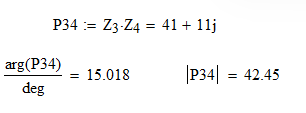 P34 := Z₃·Z₄ = 41 + 11j
arg(P34)/deg = 15.018 |P34| = 42.45